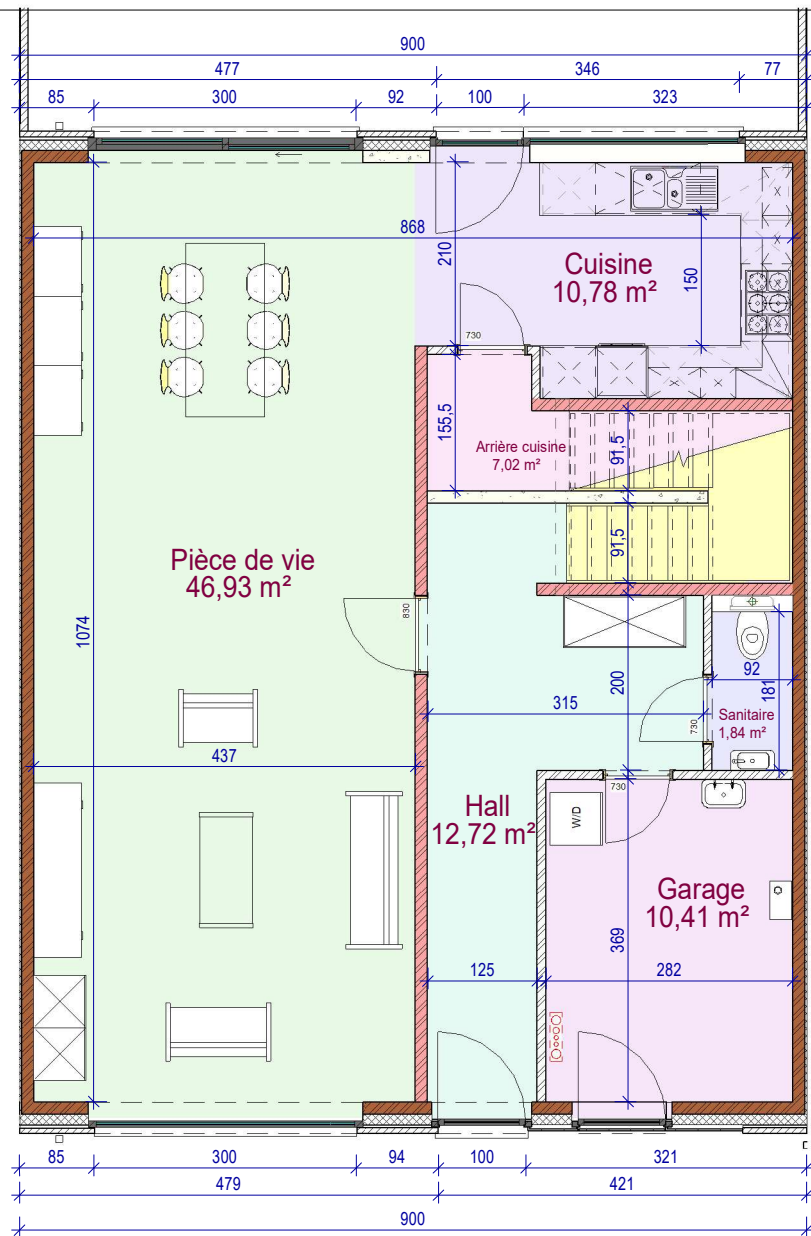 900
477
346
77
85
300
92
100
323
868
210
Cuisine
10,78 m²
150
730
155,5
Arrière cuisine
7,02 m²
91,5
91,5
Pièce de vie
46,93 m²
1074
830
200
92
181
315
Sanitaire
1,84 m²
730
437
730
W/D
Hall
12,72 m²
Garage
10,41 m²
369
125
282
85
300
94
100
321
479
421
900